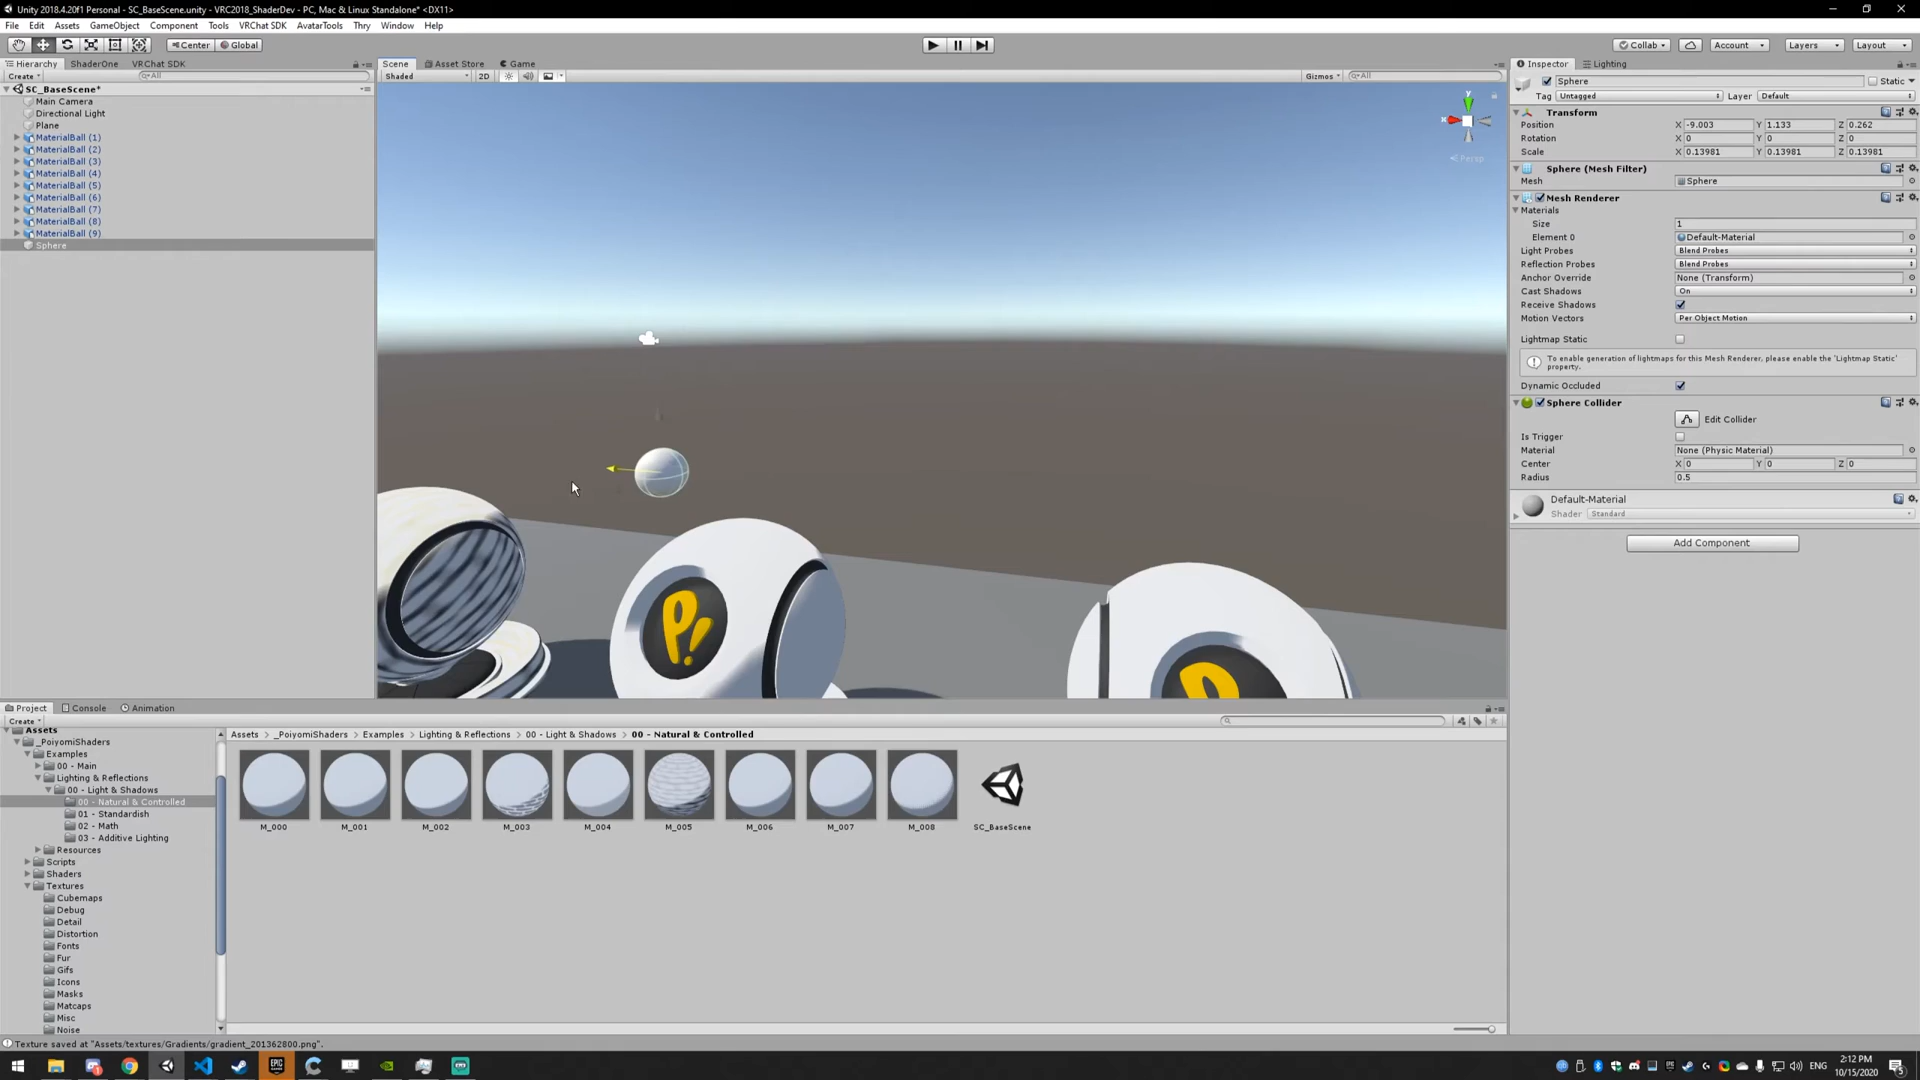 Unity 2018.4.20f1 Personal - SC_BaseScene.unity - VRC2018_ShaderDev - PC, Mac & Linux Standalone* <DX11>
File Edit Assets GameObject Component Tools VRChat SDK AvatarTools Thry Window Help
Center Global Collab Account Layers Layout
Hierarchy ShaderOne VRChat SDK
Create All
SC_BaseScene*
Main Camera
Directional Light
Plane
MaterialBall (1)
MaterialBall (2)
MaterialBall (3)
MaterialBall (4)
MaterialBall (5)
MaterialBall (6)
MaterialBall (7)
MaterialBall (8)
MaterialBall (9)
Sphere
Scene Asset Store Game
Shaded 2D Gizmos All
y
x
Persp
P!
Inspector Lighting
Sphere Static
Tag Untagged Layer Default
Transform
Position X -9.003 Y 1.133 Z 0.262
Rotation X 0 Y 0 Z 0
Scale X 0.13981 Y 0.13981 Z 0.13981
Sphere (Mesh Filter)
Mesh Sphere
Mesh Renderer
Materials
Size 1
Element 0 Default-Material
Light Probes Blend Probes
Reflection Probes Blend Probes
Anchor Override None (Transform)
Cast Shadows On
Receive Shadows
Motion Vectors Per Object Motion
Lightmap Static
To enable generation of lightmaps for this Mesh Renderer, please enable the 'Lightmap Static'
property.
Dynamic Occluded
Sphere Collider
Edit Collider
Is Trigger
Material None (Physic Material)
Center X 0 Y 0 Z 0
Radius 0.5
Default-Material
Shader Standard
Add Component
Project Console Animation
Create
Assets
_PoiyomiShaders
Examples
00 - Main
Lighting & Reflections
00 - Light & Shadows
00 - Natural & Controlled
01 - Standardish
02 - Math
03 - Additive Lighting
Resources
Scripts
Shaders
Textures
Cubemaps
Debug
Detail
Distortion
Fonts
Fur
Gifs
Icons
Masks
Matcaps
Misc
Noise
Assets _PoiyomiShaders Examples Lighting & Reflections 00 - Light & Shadows 00 - Natural & Controlled
M_000 M_001 M_002 M_003 M_004 M_005 M_006 M_007 M_008 SC_BaseScene
Texture saved at "Assets/textures/Gradients/gradient_201362800.png".
EPIC
ENG
2:12 PM
10/15/2020